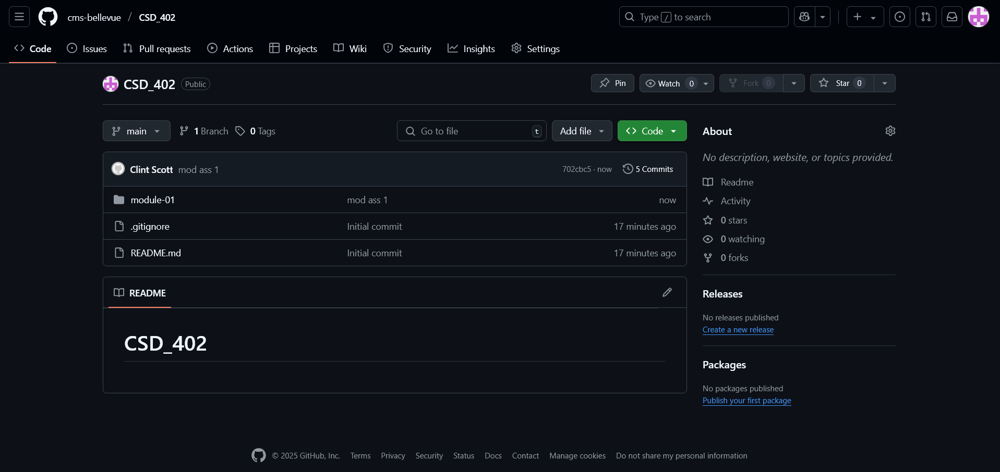 cms-bellevue / CSD_402
Type / to search
Code Issues Pull requests Actions Projects Wiki Security Insights Settings
CSD_402 Public
Pin Watch 0 Fork 0 Star 0
main 1 Branch 0 Tags
Go to file t Add file Code
Clint Scott mod ass 1 702cbc5 · now 5 Commits
module-01 mod ass 1 now
.gitignore Initial commit 17 minutes ago
README.md Initial commit 17 minutes ago
README
CSD_402
About
No description, website, or topics provided.
Readme
Activity
0 stars
0 watching
0 forks
Releases
No releases published
Create a new release
Packages
No packages published
Publish your first package
© 2025 GitHub, Inc. Terms Privacy Security Status Docs Contact Manage cookies Do not share my personal information